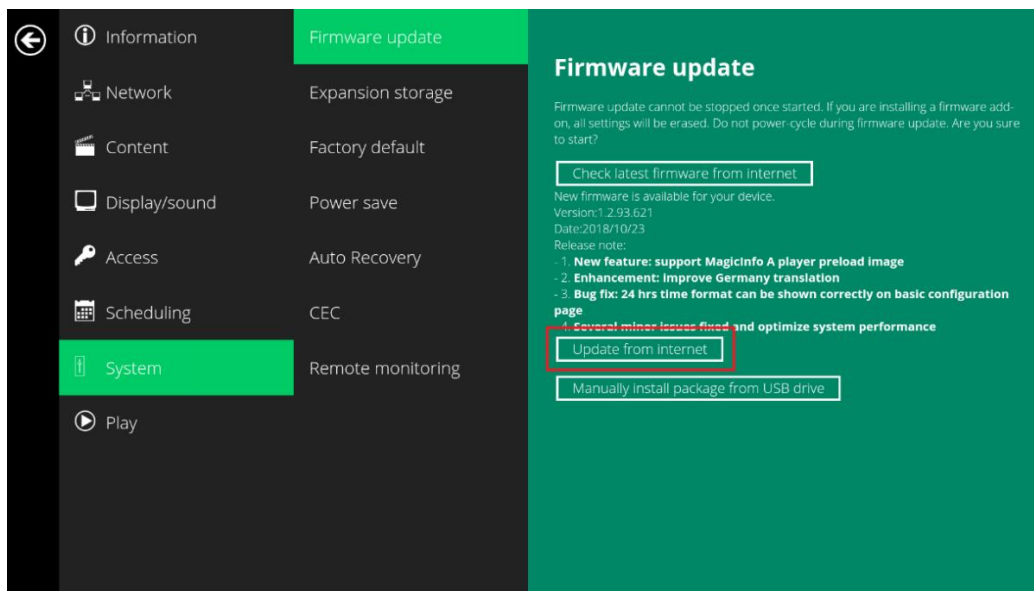 Information
Network
Content
Display/sound
Access
Scheduling
System
Play
Firmware update
Expansion storage
Factory default
Power save
Auto Recovery
CEC
Remote monitoring
Firmware update
Firmware update cannot be stopped once started. If you are installing a firmware add-
on, all settings will be erased. Do not power-cycle during firmware update. Are you sure
to start?
Check latest firmware from internet
New firmware is available for your device.
Version:1.2.93.621
Date:2018/10/23
Release note:
- 1. New feature: support MagicInfo A player preload image
- 2. Enhancement: improve Germany translation
- 3. Bug fix: 24 hrs time format can be shown correctly on basic configuration
page
- 4. Several minor issues fixed and optimize system performance
Update from internet
Manually install package from USB drive